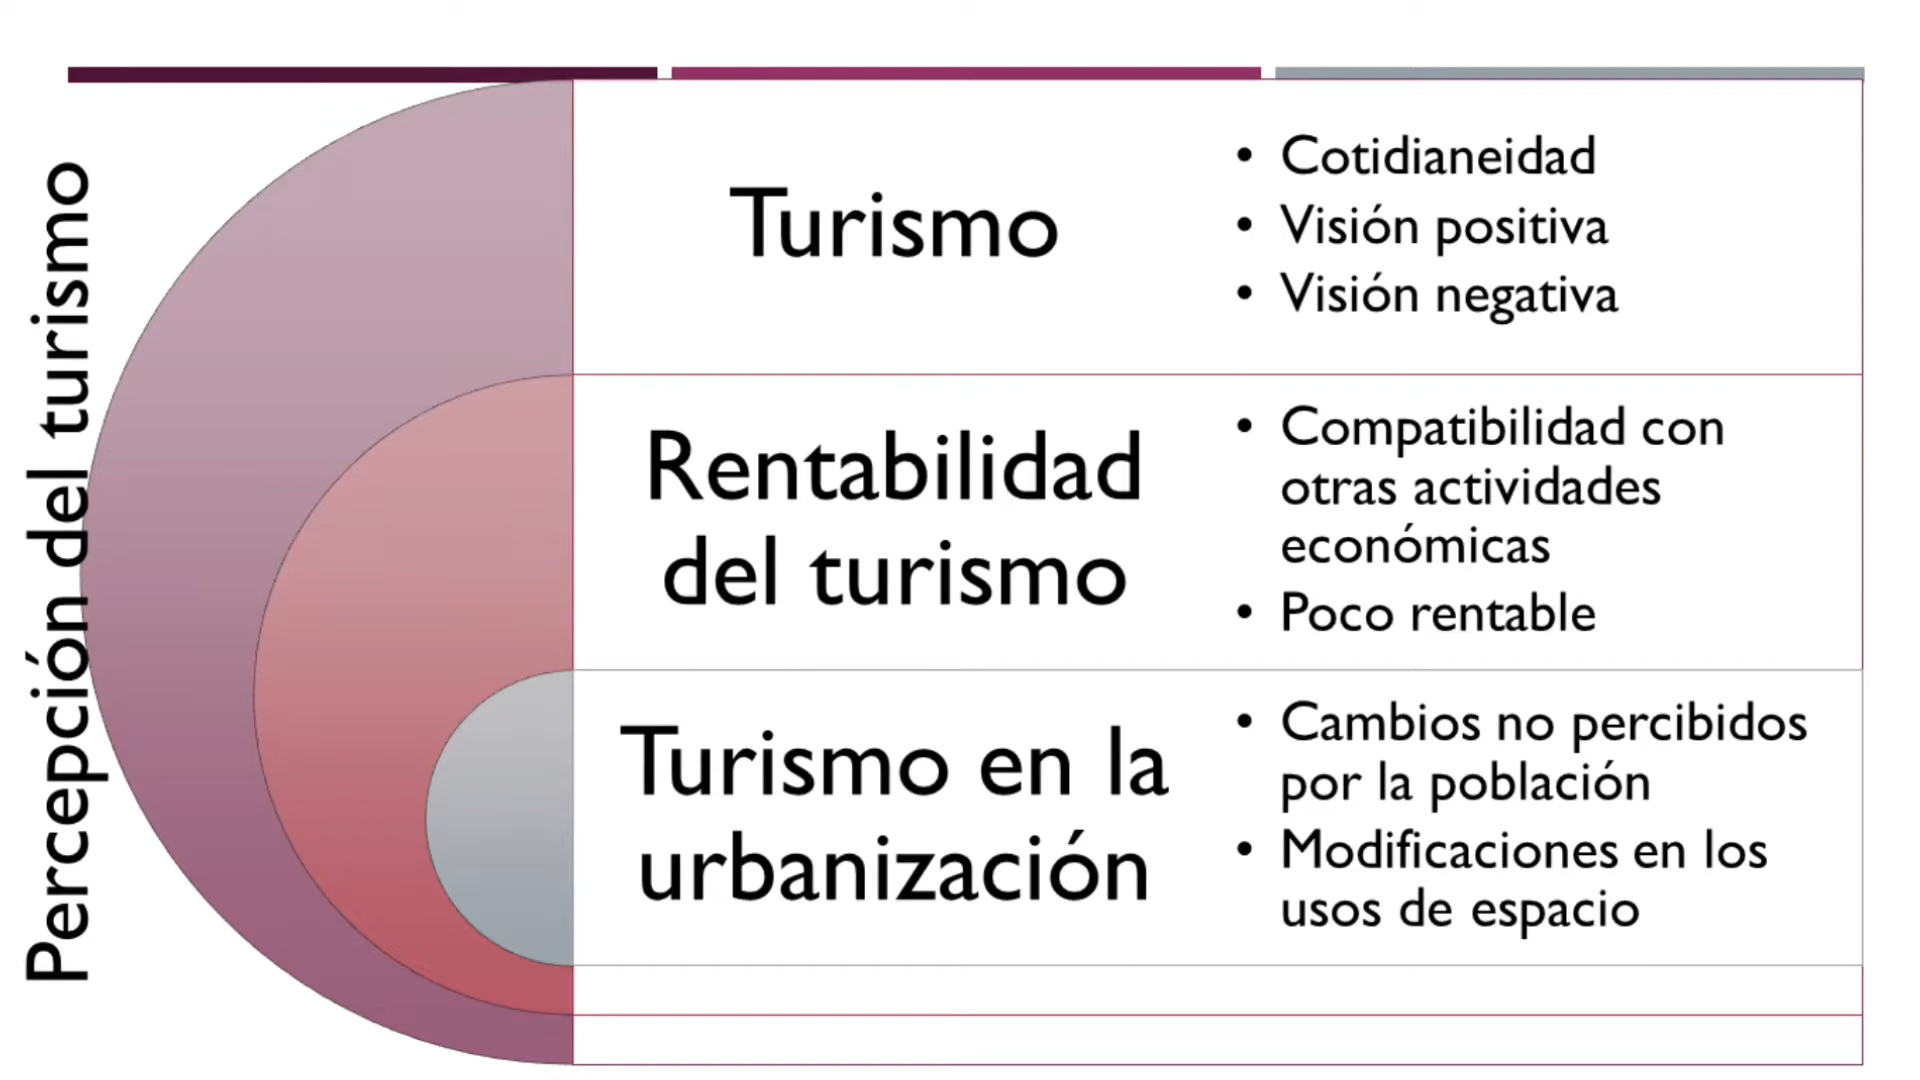 Percepción del turismo
Turismo
• Cotidianeidad
• Visión positiva
• Visión negativa
Rentabilidad
del turismo
• Compatibilidad con
otras actividades
económicas
• Poco rentable
Turismo en la
urbanización
• Cambios no percibidos
por la población
• Modificaciones en los
usos de espacio